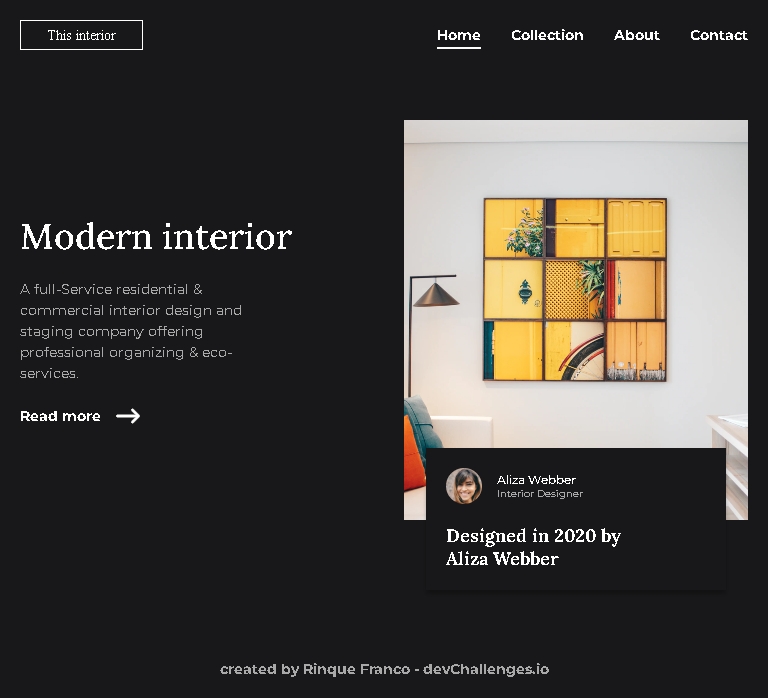 This interior
Home
Collection
About
Contact
Modern interior
A full-Service residential &
commercial interior design and
staging company offering
professional organizing & eco-
services.
Read more
Aliza Webber
Interior Designer
Designed in 2020 by
Aliza Webber
created by Rinque Franco - devChallenges.io